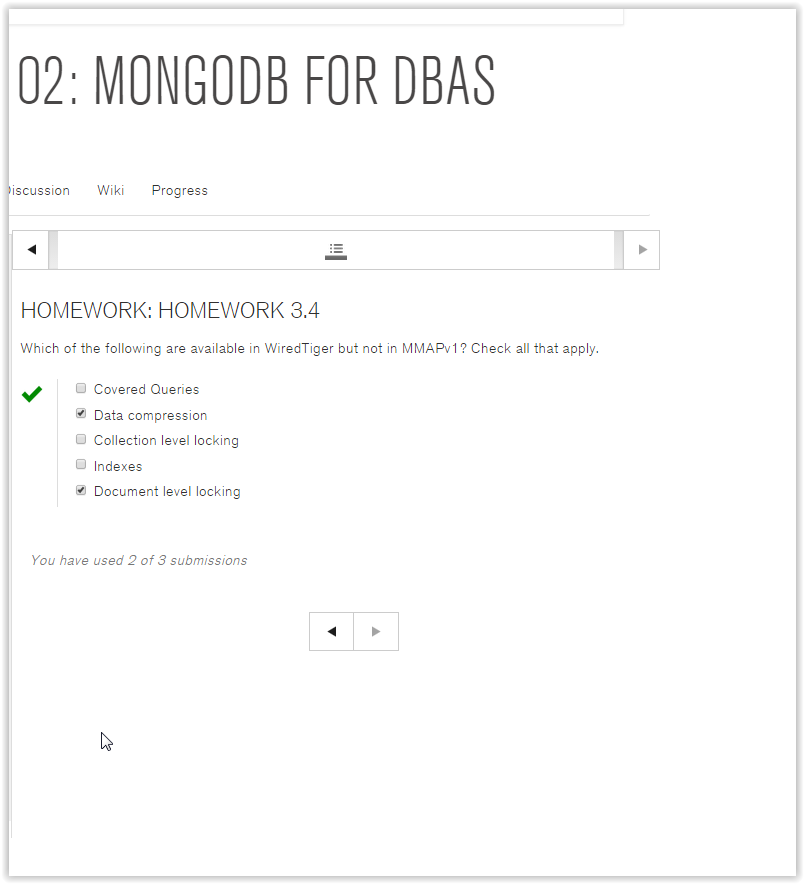 02: MONGODB FOR DBAS
Discussion Wiki Progress
HOMEWORK: HOMEWORK 3.4
Which of the following are available in WiredTiger but not in MMAPv1? Check all that apply.
Covered Queries
Data compression
Collection level locking
Indexes
Document level locking
You have used 2 of 3 submissions